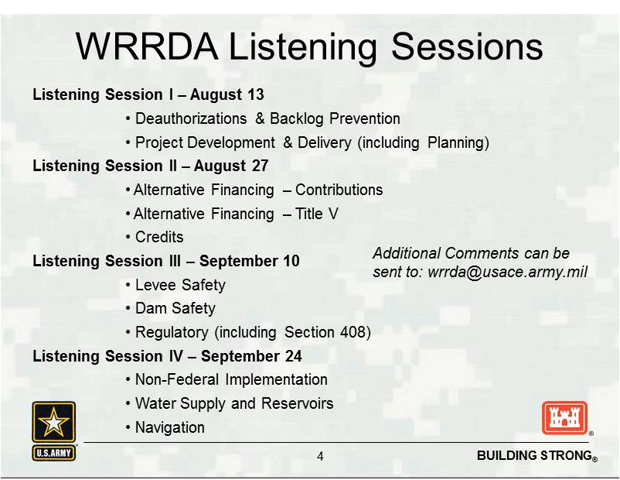 WRRDA Listening Sessions
Listening Session I – August 13
• Deauthorizations & Backlog Prevention
• Project Development & Delivery (including Planning)
Listening Session II – August 27
• Alternative Financing – Contributions
• Alternative Financing – Title V
• Credits
Listening Session III – September 10
• Levee Safety
• Dam Safety
• Regulatory (including Section 408)
Additional Comments can be
sent to: wrrda@usace.army.mil
Listening Session IV – September 24
• Non-Federal Implementation
• Water Supply and Reservoirs
• Navigation
U.S.ARMY
®
4
BUILDING STRONG®